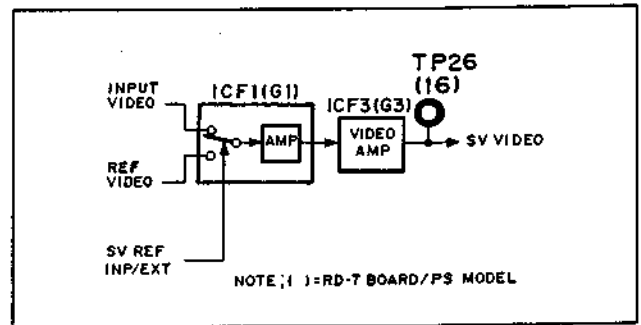 TP26
(16)
INPUT
VIDEO
ICF1(G1)
ICF3(G3)
AMP
VIDEO
AMP
SV VIDEO
REF
VIDEO
SV REF
INP/EXT
NOTE;( )=RD-7 BOARD/PS MODEL